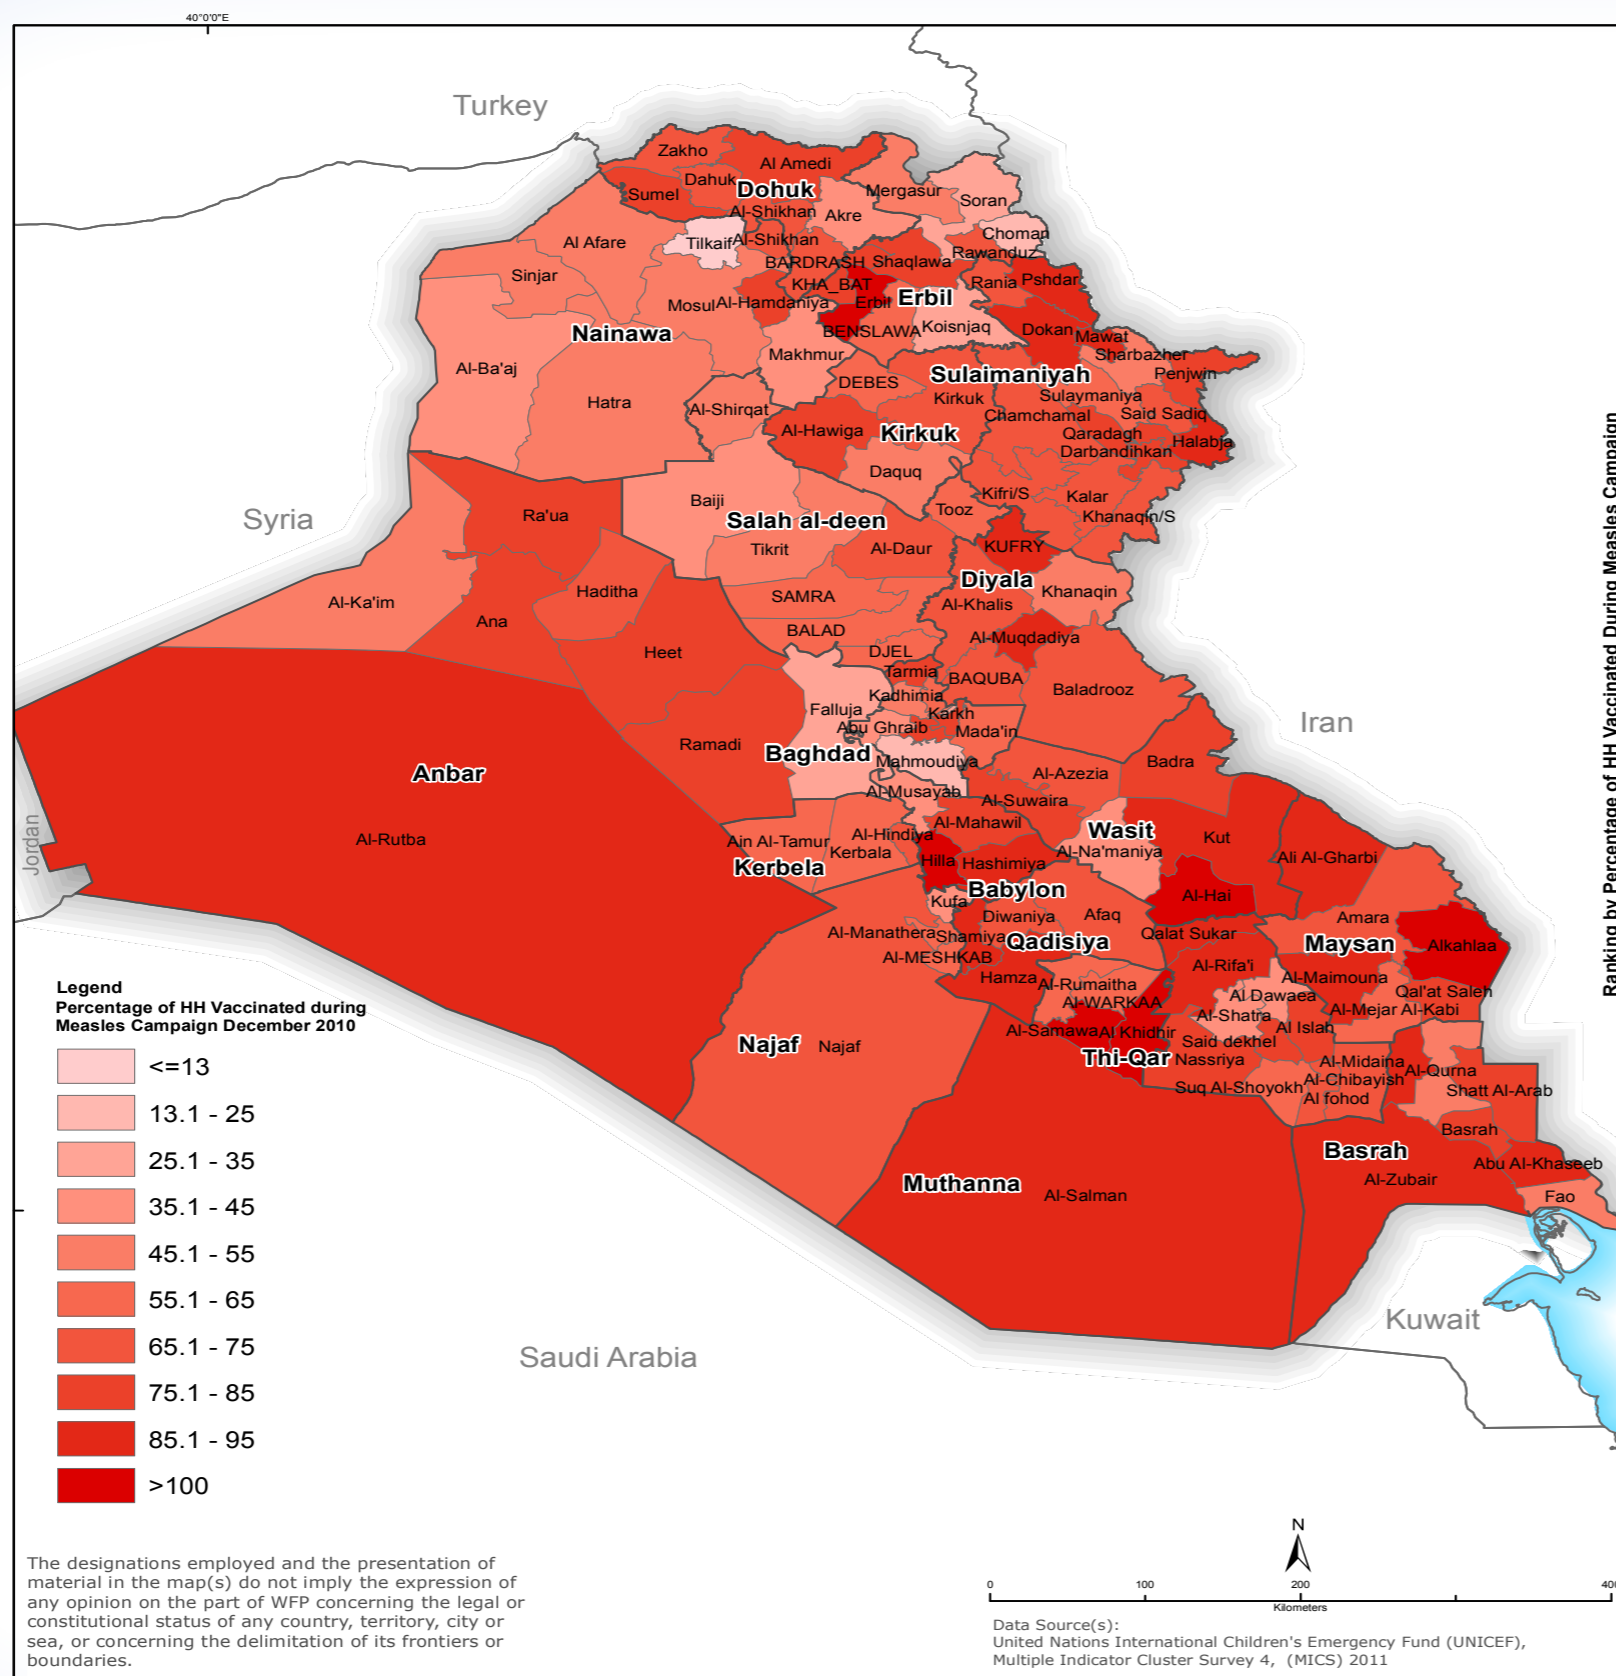 40°0'0"E
Turkey
Zakho
Al Amedi
Dahuk
Dohuk
Sumel
Mergasur
Soran
Al-Shikhan
Akre
Choman
Al Afare
Tilkaif
Al-Shikhan
Rawanduz
BARDRASH
Shaqlawa
Sinjar
KHA_BAT
Rania
Pshdar
Mosul
Al-Hamdaniya
Erbil
Erbil
Nainawa
BENSLAWA
Koisnjaq
Dokan
Mawat
Makhmur
Sharbazher
Al-Ba'aj
Sulaimaniyah
Penjwin
DEBES
Hatra
Kirkuk
Sulaymaniya
Al-Shirqat
Chamchamal
Said Sadiq
Al-Hawiga
Kirkuk
Qaradagh
Halabja
Darbandihkan
Daquq
Baiji
Kifri/S
Kalar
Syria
Ra'ua
Salah al-deen
Tooz
Khanaqin/S
Tikrit
Al-Daur
KUFRY
Diyala
Al-Ka'im
Haditha
SAMRA
Khanaqin
Al-Khalis
Ana
BALAD
Al-Muqdadiya
Heet
DJEL
Tarmia
BAQUBA
Baladrooz
Kadhimia
Falluja
Karkh
Iran
Abu Ghraib
Mada'in
Ramadi
Baghdad
Mahmoudiya
Badra
Anbar
Al-Azezia
Al-Musayab
Al-Suwaira
Jordan
Al-Rutba
Ain Al-Tamur
Al-Hindiya
Al-Mahawil
Wasit
Kut
Kerbala
Al-Na'maniya
Ali Al-Gharbi
Kerbela
Hilla
Hashimiya
Babylon
Al-Hai
Kufa
Diwaniya
Afaq
Amara
Al-Manathera
Shamiya
Qadisiya
Qalat Sukar
Maysan
Alkahlaa
Al-MESHKAB
Al-Rifa'i
Hamza
Al-Rumaitha
Al-Maimouna
Al Dawaea
Qal'at Saleh
Al-WARKAA
Al-Shatra
Al-Mejar Al-Kabi
Al-Samawa
Al Khidhir
Al Islah
Najaf
Najaf
Thi-Qar
Said dekhel
Nassriya
Al-Midaina
Al-Qurna
Suq Al-Shoyokh
Al-Chibayish
Shatt Al-Arab
Al fohod
Basrah
Basrah
Abu Al-Khaseeb
Muthanna
Al-Salman
Al-Zubair
Fao
Kuwait
Saudi Arabia
Ranking by Percentage of HH Vaccinated During Measles Campaign
Legend
Percentage of HH Vaccinated during
Measles Campaign December 2010
<=13
13.1 - 25
25.1 - 35
35.1 - 45
45.1 - 55
55.1 - 65
65.1 - 75
75.1 - 85
85.1 - 95
>100
The designations employed and the presentation of
material in the map(s) do not imply the expression of
any opinion on the part of WFP concerning the legal or
constitutional status of any country, territory, city or
sea, or concerning the delimitation of its frontiers or
boundaries.
N
0 100 200
Kilometers
Data Source(s):
United Nations International Children's Emergency Fund (UNICEF),
Multiple Indicator Cluster Survey 4, (MICS) 2011